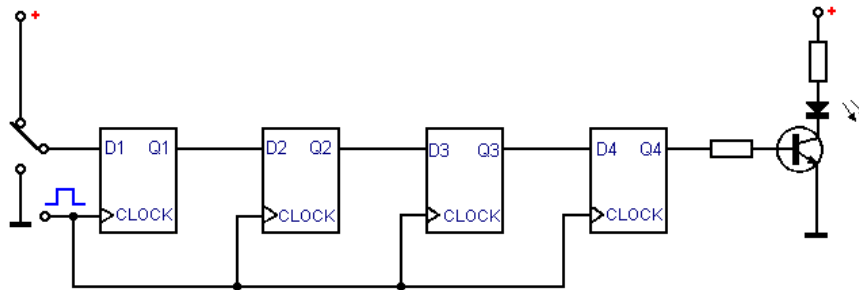 +
+
D1 Q1
D2 Q2
D3 Q3
D4 Q4
CLOCK
CLOCK
CLOCK
CLOCK